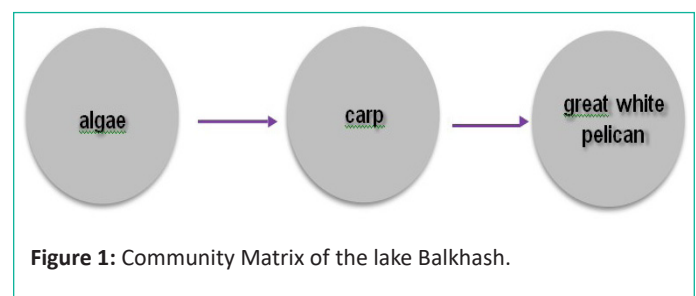 algae
carp
great white
pelican
Figure 1: Community Matrix of the lake Balkhash.